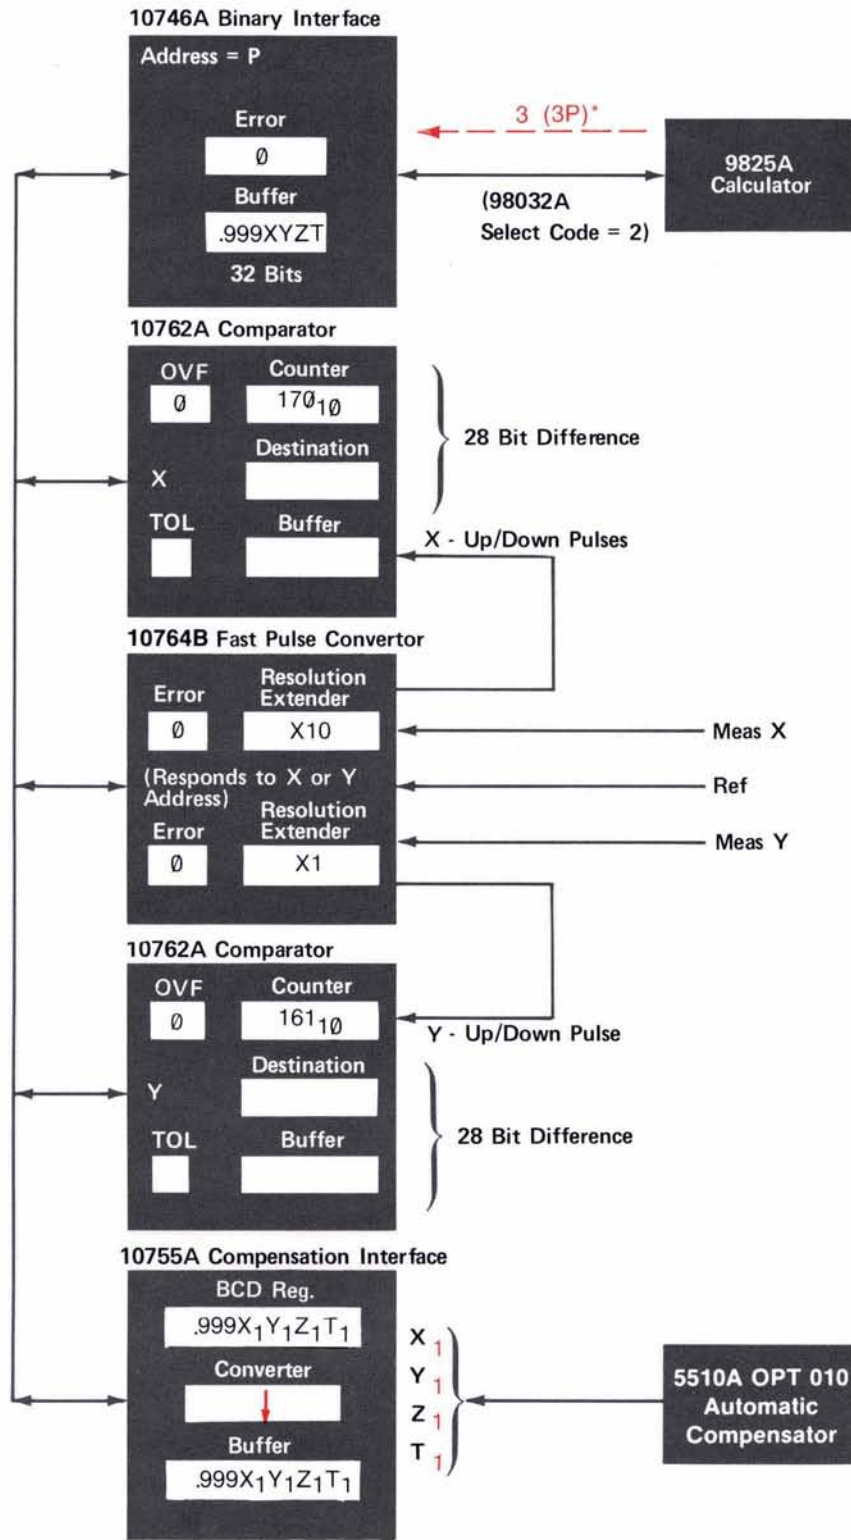 10746A Binary Interface
Address = P
Error
Ø
Buffer
.999XYZT
32 Bits
3 (3P)*
(98032A
Select Code = 2)
9825A
Calculator
10762A Comparator
OVF
Counter
Ø
17Ø₁Ø
Destination
X
TOL
Buffer
28 Bit Difference
X - Up/Down Pulses
10764B Fast Pulse Convertor
Error
Resolution
Extender
Ø
X10
(Responds to X or Y
Address)
Resolution
Extender
Error
Ø
X1
Meas X
Ref
Meas Y
10762A Comparator
OVF
Counter
Ø
161₁Ø
Y - Up/Down Pulse
Destination
Y
TOL
Buffer
28 Bit Difference
10755A Compensation Interface
BCD Reg.
.999X₁Y₁Z₁T₁
Converter
Buffer
.999X₁Y₁Z₁T₁
X₁
Y₁
Z₁
T₁
5510A OPT 010
Automatic
Compensator